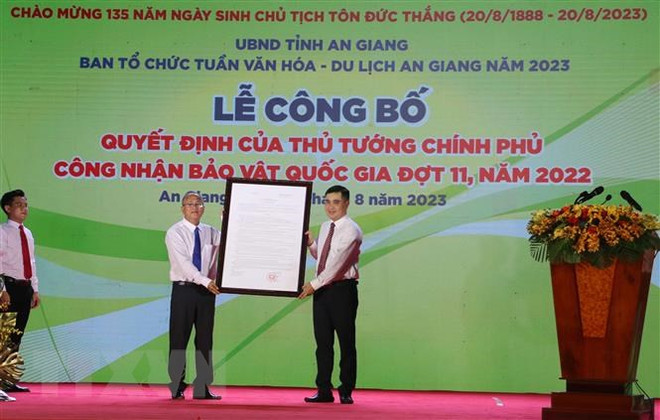 CHÀO MỪNG 135 NĂM NGÀY SINH CHỦ TỊCH TÔN ĐỨC THẮNG (20/8/1888 - 20/8/2023)
UBND TỈNH AN GIANG
BAN TỔ CHỨC TUẦN VĂN HÓA - DU LỊCH AN GIANG NĂM 2023
LỄ CÔNG BỐ
QUYẾT ĐỊNH CỦA THỦ TƯỚNG CHÍNH PHỦ
CÔNG NHẬN BẢO VẬT QUỐC GIA ĐỢT 11, NĂM 2022
An Giang 8 năm 2023